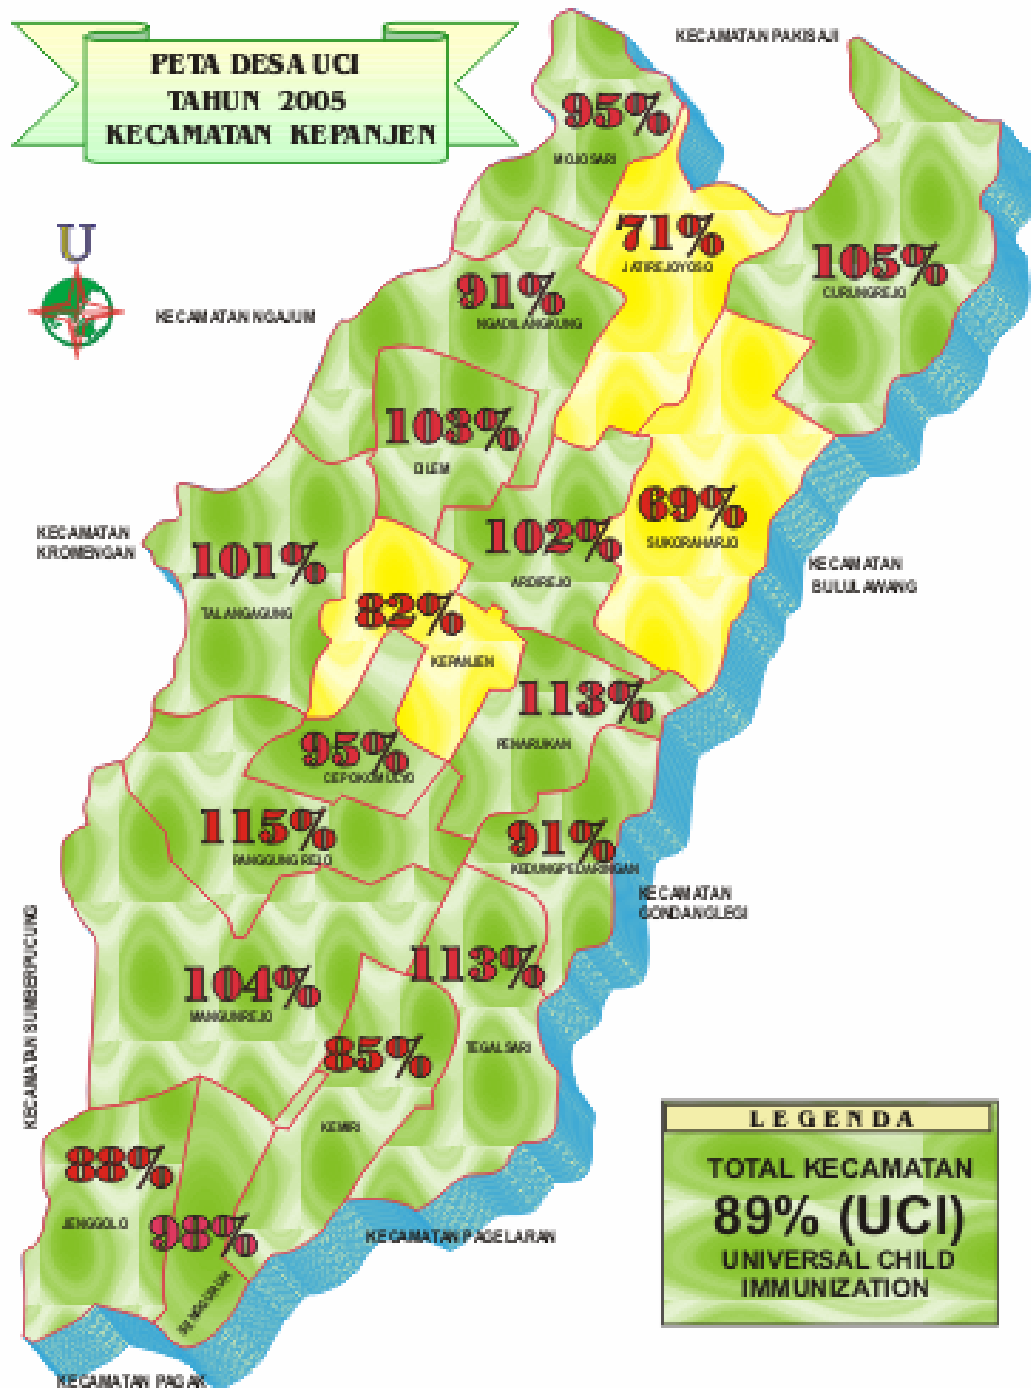 PETA DESA UCI
TAHUN 2005
KECAMATAN KEPANJEN
KECAMATAN PAKISAJI
95%
MOJOSARI
U
71%
JATIREJOYOSO
105%
CURUNGREJO
91%
NGADILANGKUNG
KECAMATAN NGAJUM
103%
DILEM
69%
SUKORAHARJO
102%
ARDIREJO
KECAMATAN
KROMENGAN
101%
TALANGAGUNG
KECAMATAN
BULULAWANG
82%
KEPANJEN
113%
PENARUKAN
95%
CEPOKOMULYO
115%
PANGGUNGREJO
91%
KEDUNGPEDARINGAN
KECAMATAN
GONDANGLEGI
KECAMATAN SUMBERPUCUNG
104%
MANGUNREJO
113%
TEGALSARI
85%
KEMIRI
88%
JENGGOLO
98%
SENGGURUH
KECAMATAN PAGELARAN
KECAMATAN PAGAK
LEGENDA
TOTAL KECAMATAN
89% (UCI)
UNIVERSAL CHILD
IMMUNIZATION